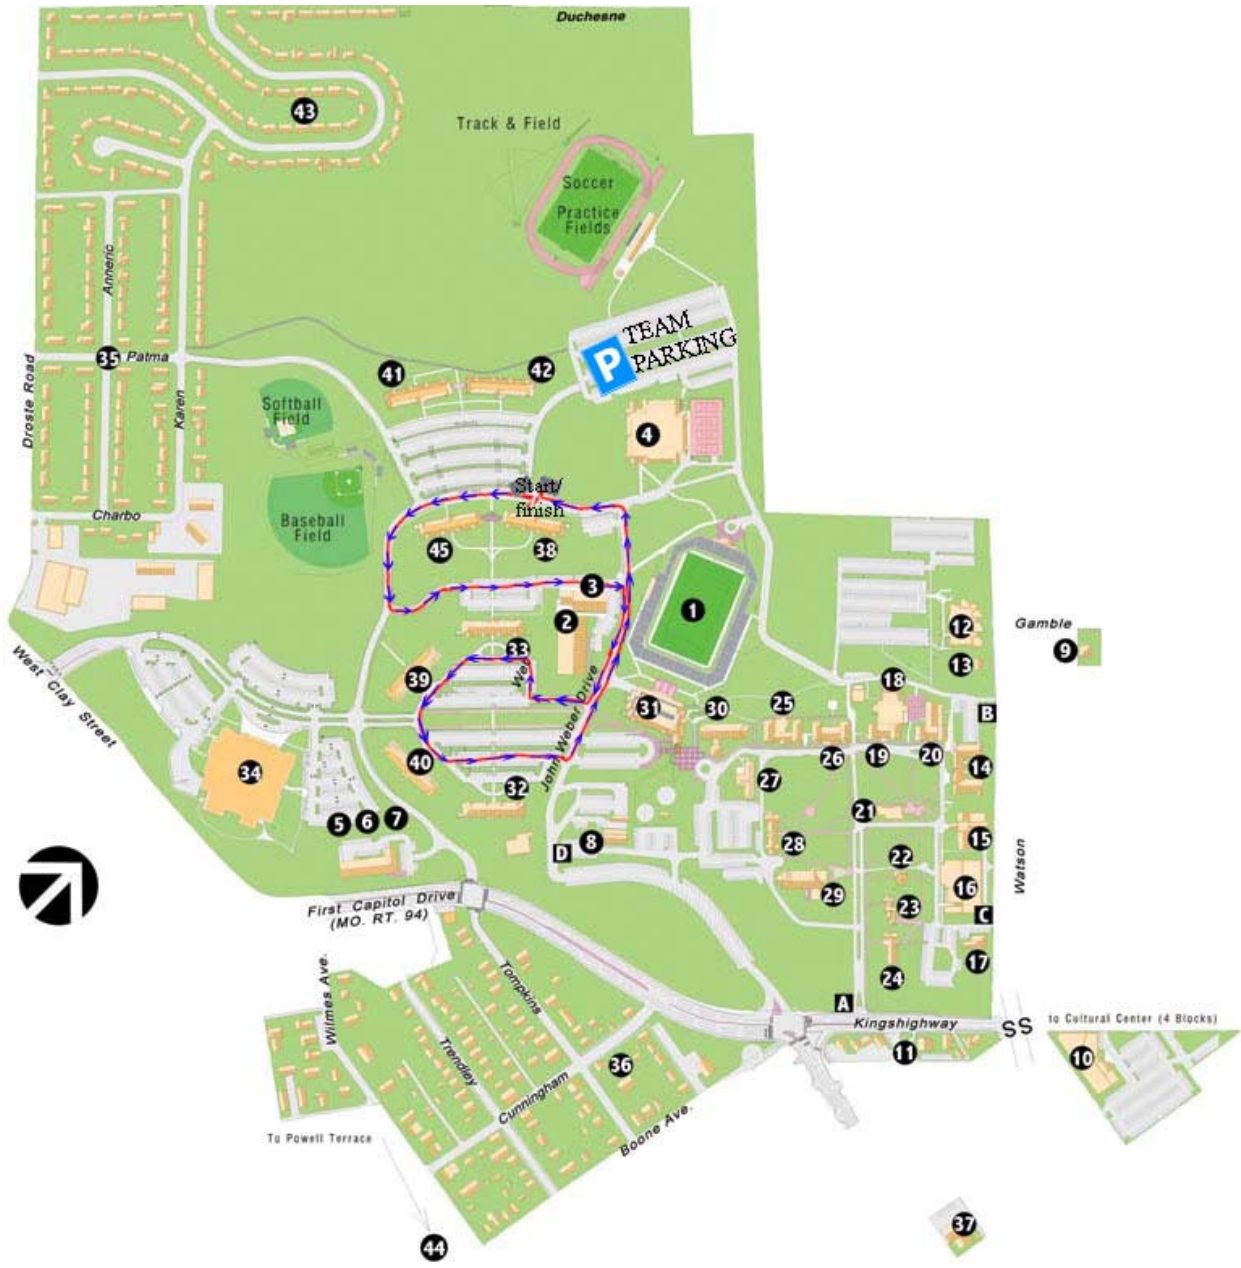 Duchesne
43
Track & Field
Soccer
Practice
Fields
Anneric
TEAM
PARKING
P
35
Patma
Droste Road
Karen
41
42
Softball
Field
4
Start/
finish
Charbo
Baseball
Field
45
38
3
1
2
12
Gamble
9
13
33
We
39
18
West Clay Street
31
30
25
B
John Weber Drive
26
19
20
34
40
27
14
32
21
5
6
7
8
28
15
D
22
Watson
16
29
23
C
First Capitol Drive
(MO. RT. 94)
17
24
Wilmes Ave.
Tompkins
A
Kingshighway
SS
to Cultural Center (4 Blocks)
11
10
Trendley
36
Cunningham
Boone Ave.
To Powell Terrace
37
44